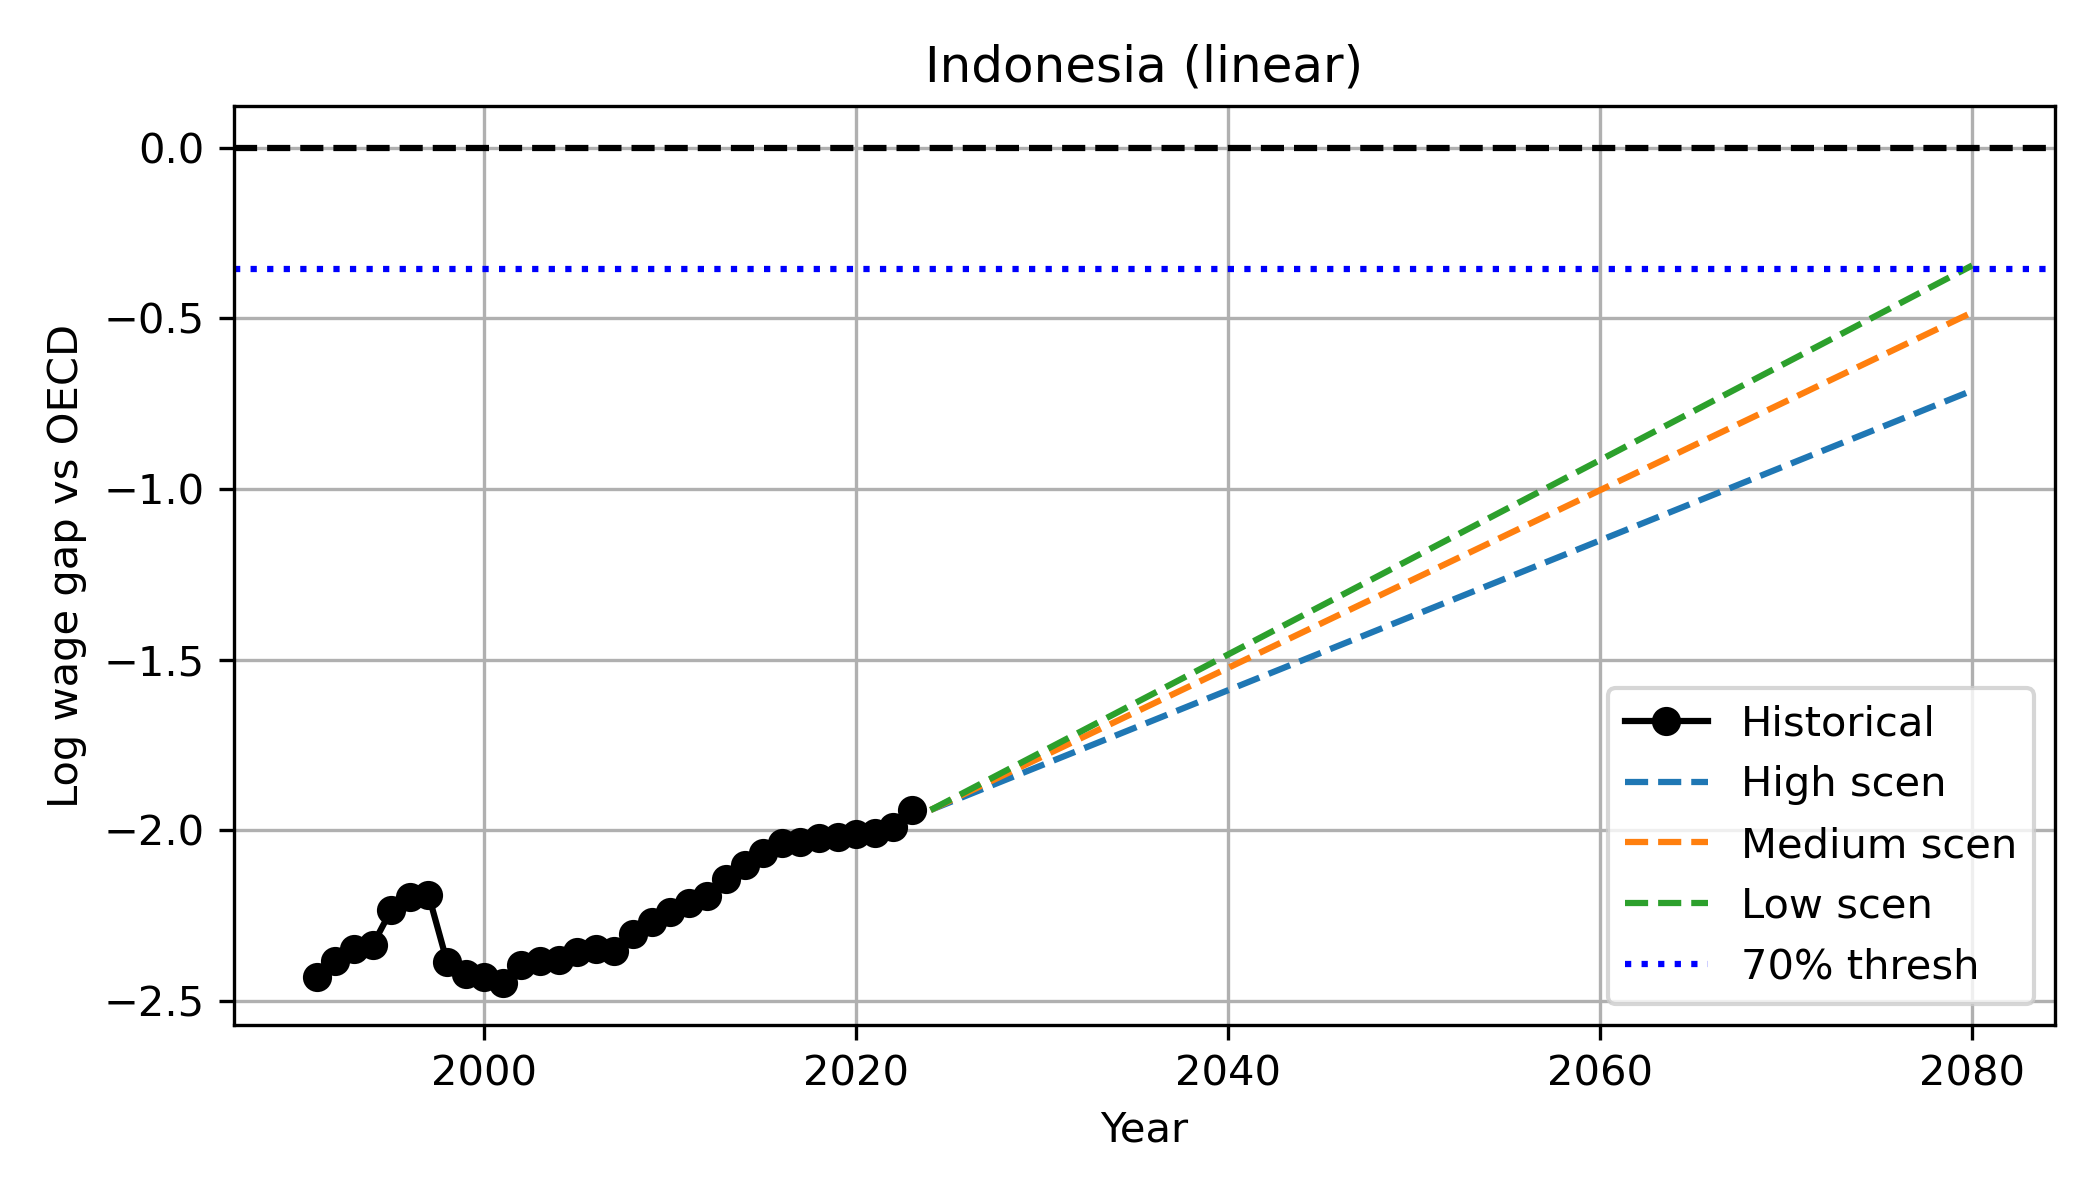 Indonesia (linear)
Log wage gap vs OECD
0.0
−0.5
−1.0
−1.5
−2.0
−2.5
2000
2020
2040
2060
2080
Year
Historical
High scen
Medium scen
Low scen
70% thresh